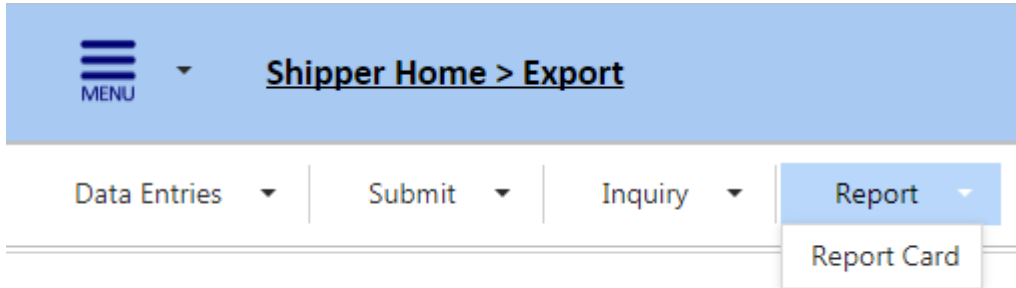 MENU
Shipper Home > Export
Data Entries Submit Inquiry Report
Report Card